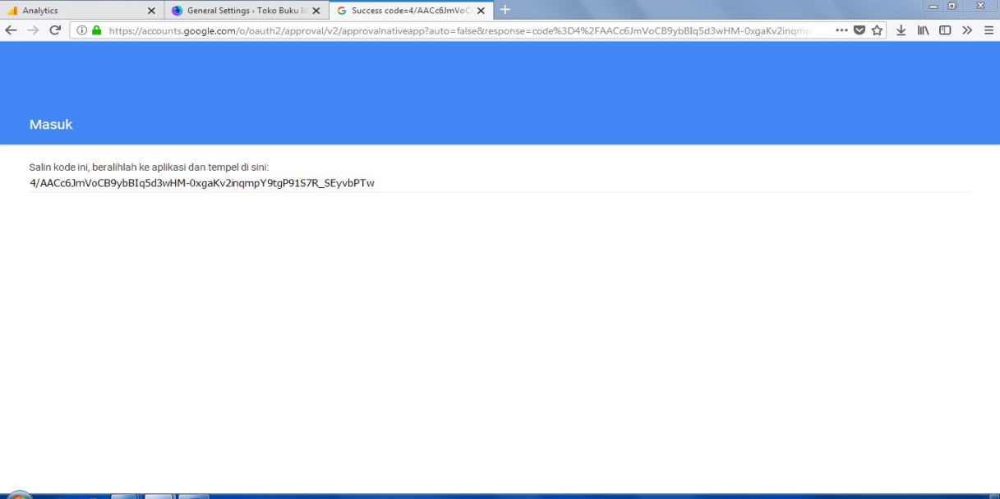 Analytics
General Settings ‹ Toko Buku Is
Success code=4/AACc6JmVoC
https://accounts.google.com/o/oauth2/approval/v2/approvalnativeapp?auto=false&response=code%3D4%2FAACc6JmVoCB9ybBIq5d3wHM-0xgaKv2inqmp
Masuk
Salin kode ini, beralihlah ke aplikasi dan tempel di sini:
4/AACc6JmVoCB9ybBIq5d3wHM-0xgaKv2inqmpY9tgP91S7R_SEyvbPTw